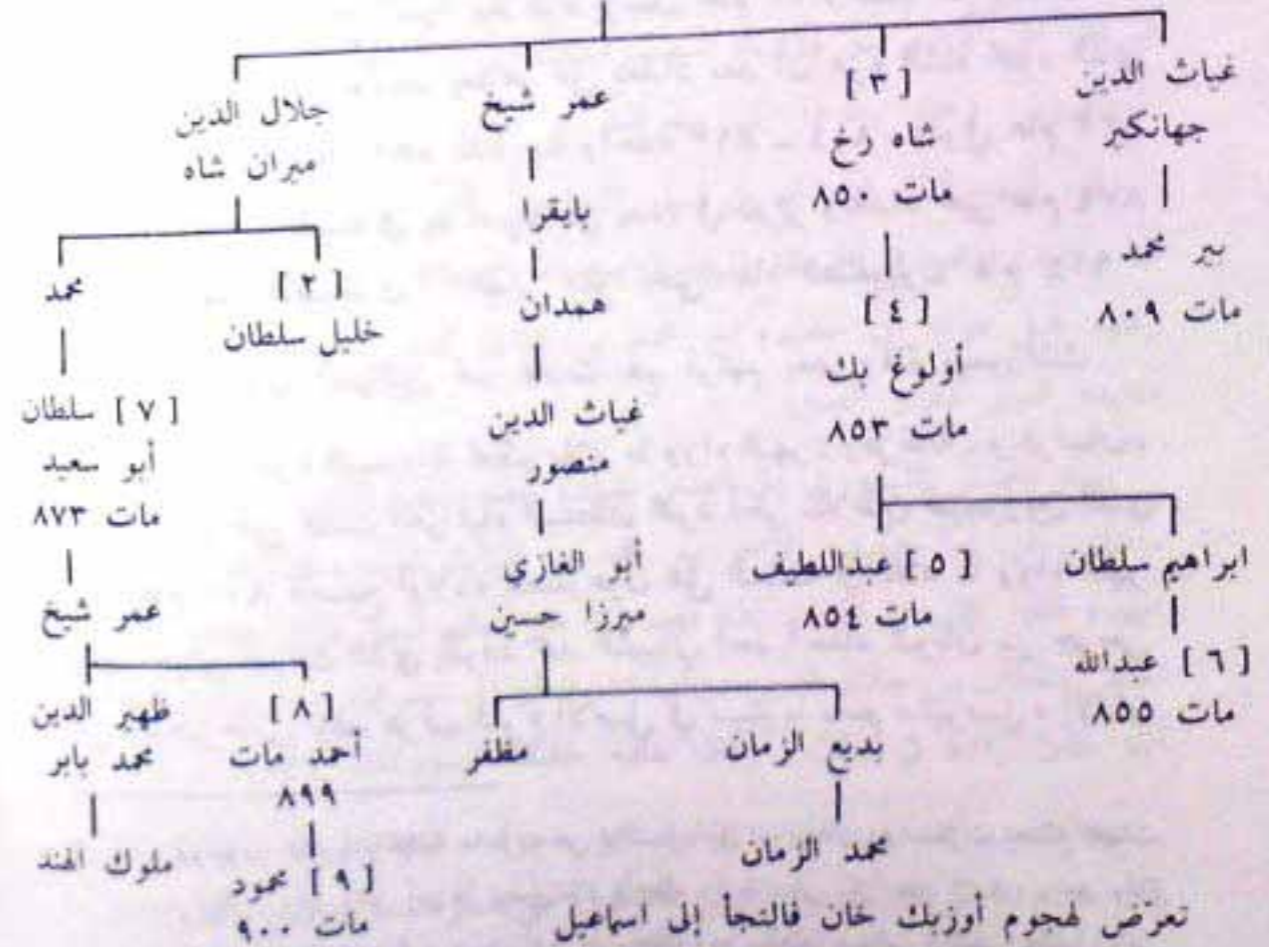 غياث الدين
جهانكير
بير محمد
مات ٨٠٩
[ ٣ ]
شاه رخ
مات ٨٥٠
[ ٤ ]
أولوغ بك
مات ٨٥٣
ابراهيم سلطان
[ ٦ ] عبدالله
مات ٨٥٥
[ ٥ ] عبداللطيف
مات ٨٥٤
عمر شيخ
بايقرا
همدان
غياث الدين
منصور
أبو الغازي
ميرزا حسين
بديع الزمان
محمد الزمان
مظفر
جلال الدين
ميران شاه
[ ٢ ]
خليل سلطان
محمد
[ ٧ ] سلطان
أبو سعيد
مات ٨٧٣
عمر شيخ
[ ٨ ]
أحمد مات
٨٩٩
[ ٩ ] محمود
مات ٩٠٠
ظهير الدين
محمد بابر
ملوك الهند
تعرّض لهجوم أوزبك خان فالتجأ إلى اسماعيل